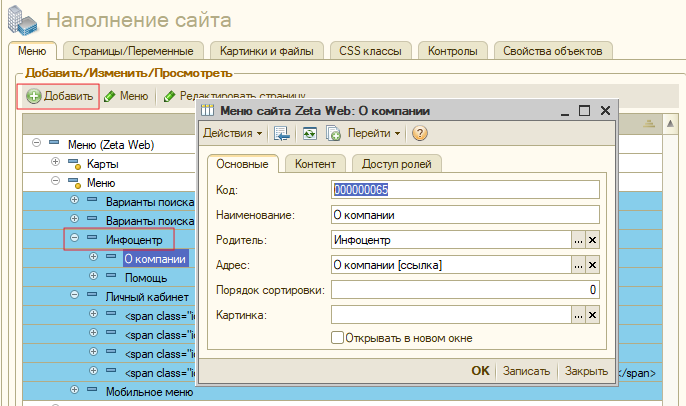 Наполнение сайта
Меню Страницы/Переменные Картинки и файлы CSS классы Контролы Свойства объектов
Добавить/Изменить/Просмотреть
Добавить Меню Редактировать страницу
Меню (Zeta Web)
Карты
Меню
Варианты поиска
Варианты поиска
Инфоцентр
О компании
Помощь
Личный кабинет
<span class="i
<span class="i
<span class="i
<span class="i </span>
Мобильное меню
Меню сайта Zeta Web: О компании
Действия Перейти
Основные Контент Доступ ролей
Код: 000000065
Наименование: О компании
Родитель: Инфоцентр ... x
Адрес: О компании [ссылка] ... x
Порядок сортировки: 0
Картинка: ... x
Открывать в новом окне
OK Записать Закрыть